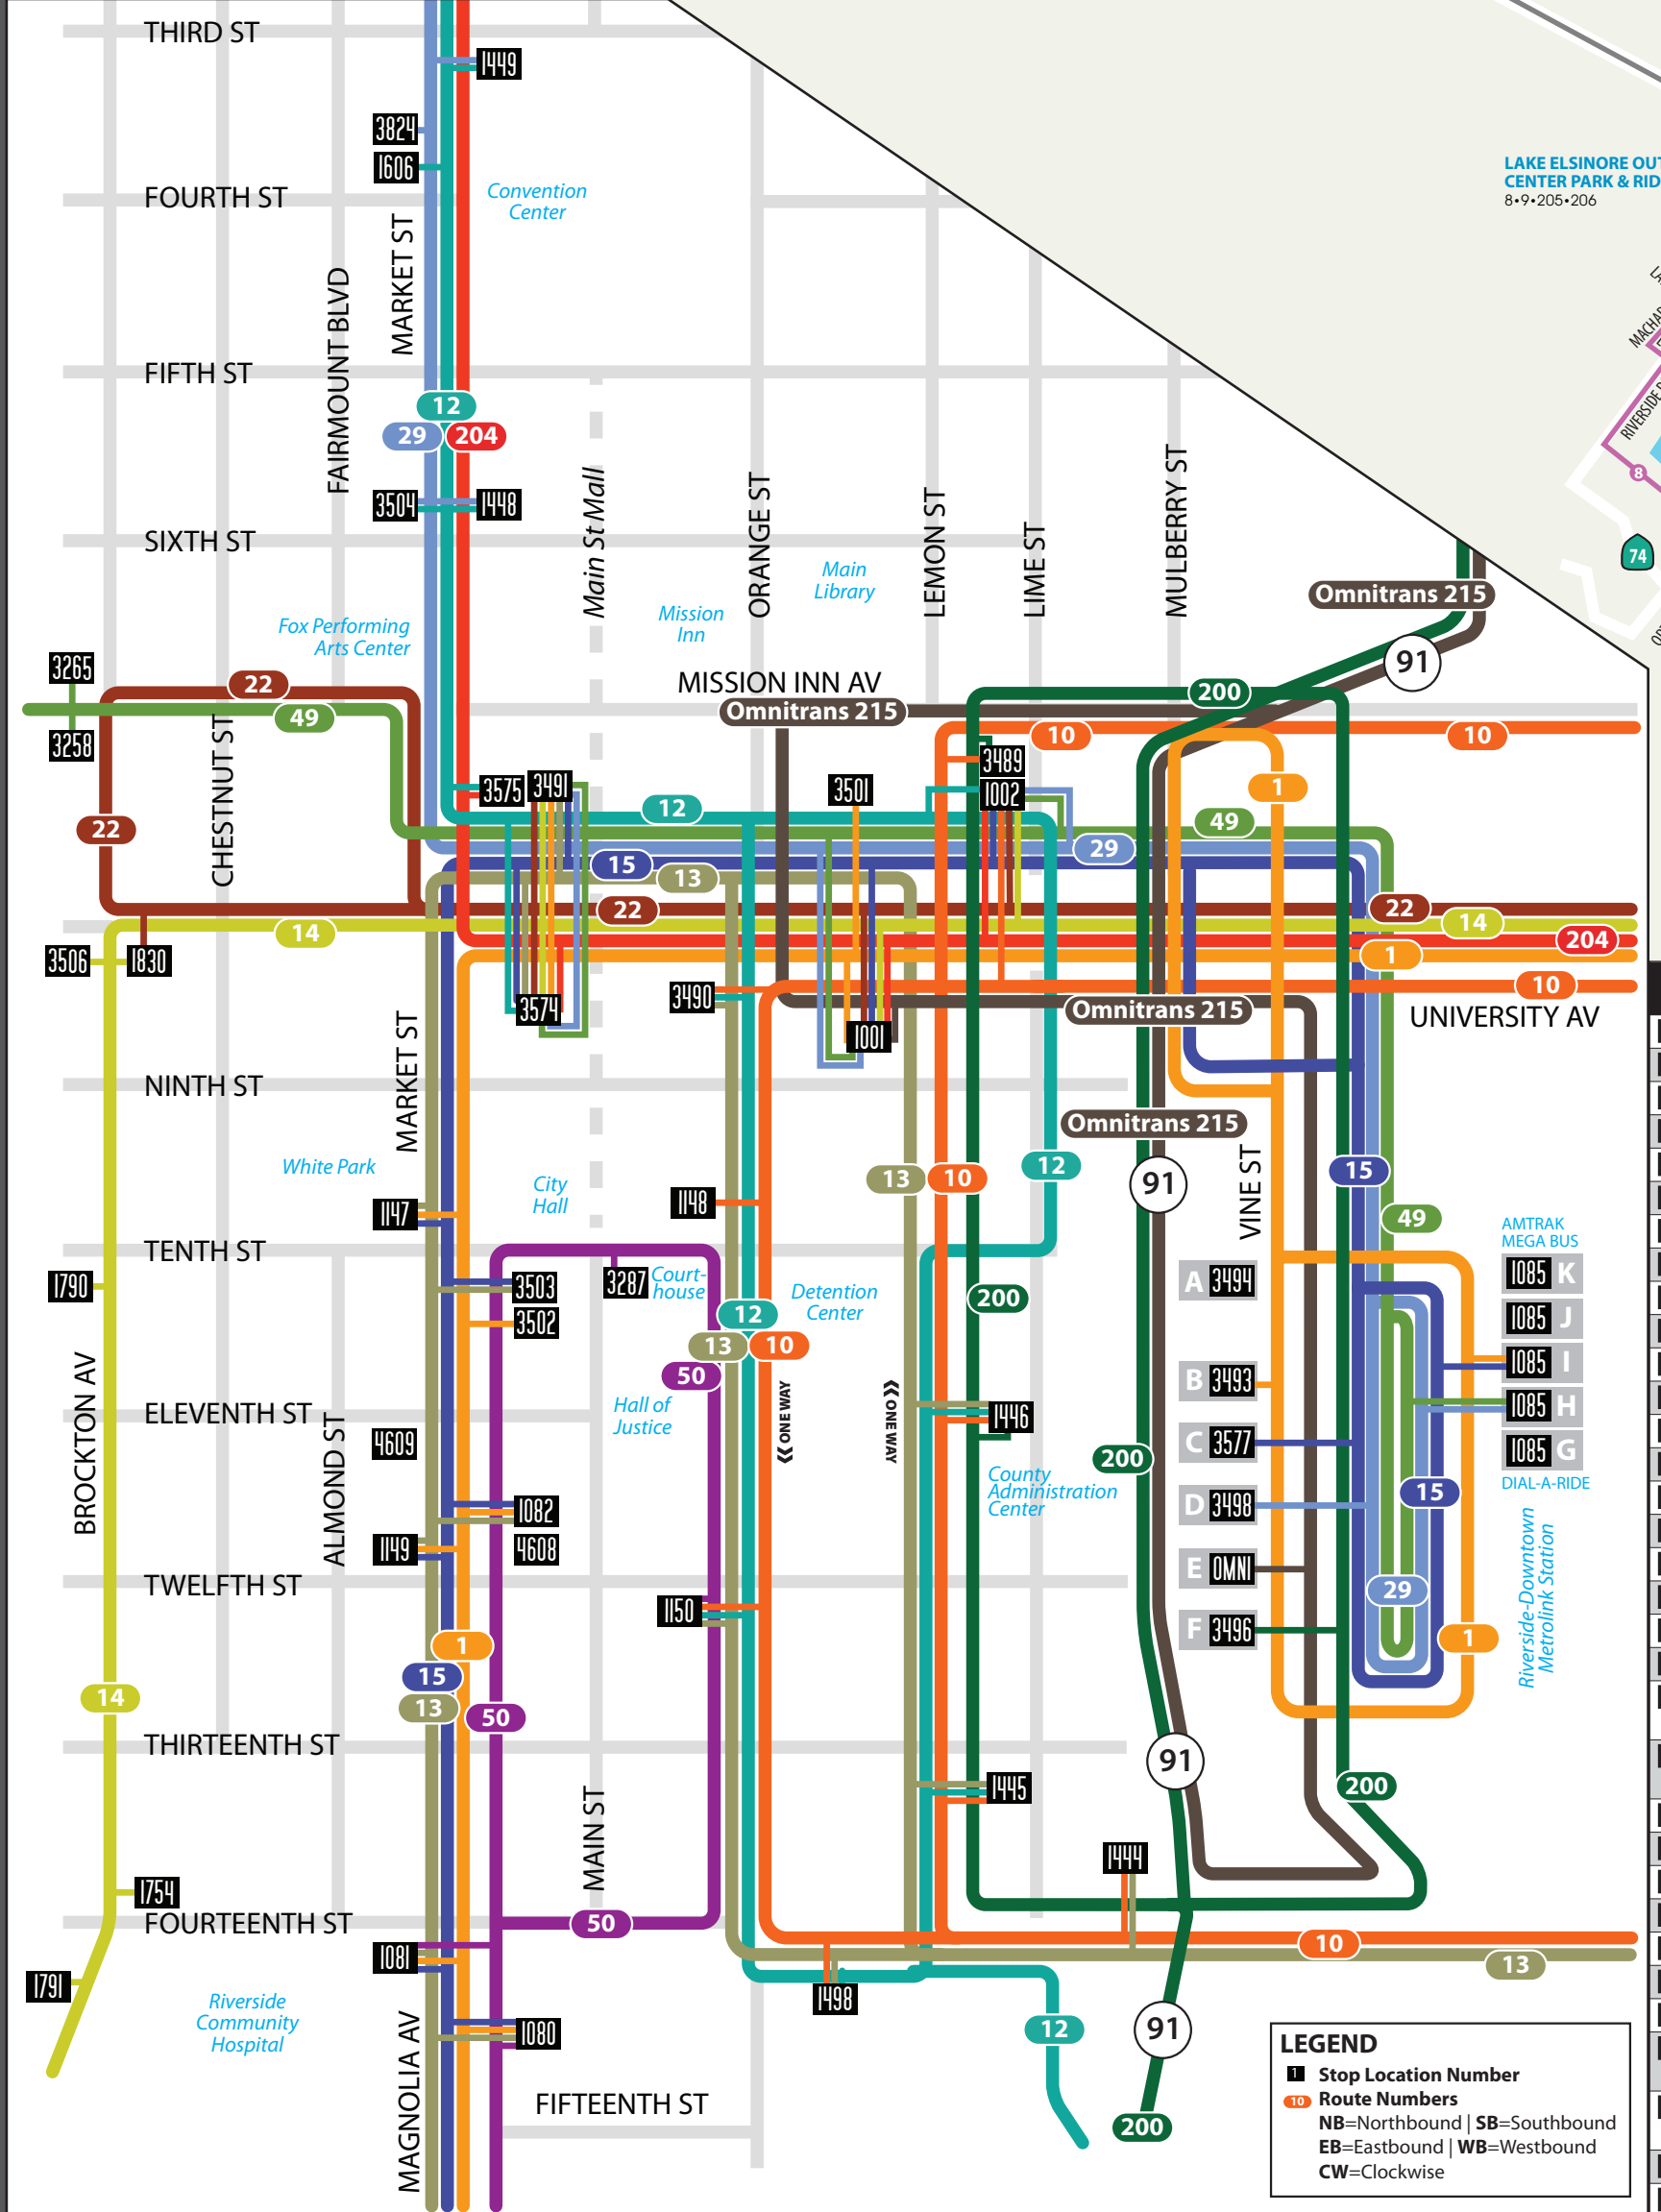 THIRD ST
1449
3824
1606
FOURTH ST
Convention
Center
MARKET ST
LAKE ELSINORE OUT
CENTER PARK & RID
8•9•205•206
FAIRMOUNT BLVD
FIFTH ST
MACHA
RIVERSIDE
8
12
29
204
3504
1448
SIXTH ST
Main St Mall
ORANGE ST
LEMON ST
LIME ST
MULBERRY ST
74
Main
Library
Mission
Inn
Omnitrans 215
Fox Performing
Arts Center
91
3265
22
49
3258
CHESTNUT ST
MISSION INN AV
Omnitrans 215
200
10
10
3575
3491
3501
3489
1002
1
22
12
49
15
13
29
22
22
14
14
204
1
3506
1830
3574
3490
1001
10
Omnitrans 215
UNIVERSITY AV
MARKET ST
NINTH ST
Omnitrans 215
White Park
City
Hall
13
10
12
91
VINE ST
15
1147
1148
49
TENTH ST
AMTRAK
MEGA BUS
1790
3503
3287
Court-
house
Detention
Center
200
A 3494
1085 K
3502
12
1085 J
13
10
50
1085 I
B 3493
BROCKTON AV
ELEVENTH ST
ALMOND ST
4609
Hall of
Justice
« ONE WAY
« ONE WAY
1446
1085 H
C 3577
1085 G
200
County
Administration
Center
DIAL-A-RIDE
15
1082
D 3498
1149
4608
Riverside-Downtown
Metrolink Station
TWELFTH ST
E OMNI
29
1150
F 3496
1
1
15
14
13
50
THIRTEENTH ST
91
MAIN ST
1445
200
1444
1754
FOURTEENTH ST
50
10
1081
13
1791
1498
Riverside
Community
Hospital
MAGNOLIA AV
1080
12
91
FIFTEENTH ST
200
LEGEND
1 Stop Location Number
10 Route Numbers
NB=Northbound | SB=Southbound
EB=Eastbound | WB=Westbound
CW=Clockwise